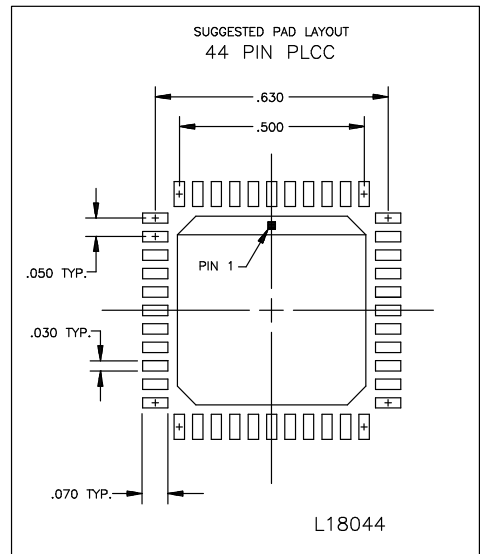 SUGGESTED PAD LAYOUT
44 PIN PLCC
.630
.500
PIN 1
.050 TYP.
.030 TYP.
.070 TYP.
L18044